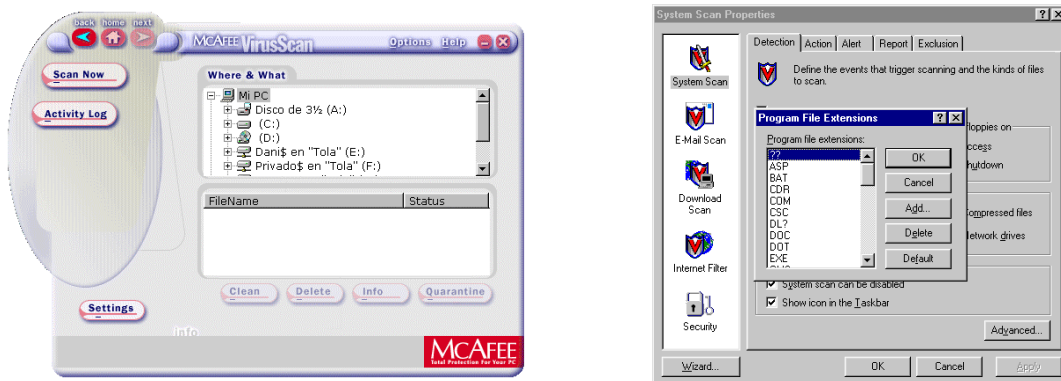 back home next
McAfee VirusScan
Options Help
Scan Now
Activity Log
Where & What
Mi PC
Disco de 3½ (A:)
(C:)
(D:)
Dani$ en "Tola" (E:)
Privado$ en "Tola" (F:)
FileName Status
Clean Delete Info Quarantine
Settings
info
McAFEE
Total Protection For Your PC
System Scan Properties
System Scan
E-Mail Scan
Download
Scan
Internet Filter
Security
Wizard...
Detection Action Alert Report Exclusion
Define the events that trigger scanning and the kinds of files
to scan.
Program File Extensions
Program file extensions:
??
ASP
BAT
CDR
COM
CSC
DL?
DOC
DOT
EXE
OK
Cancel
Add...
Delete
Default
floppies on
hutdown
Compressed files
drives
System scan can be disabled
Show icon in the Taskbar
Advanced...
OK Cancel Apply